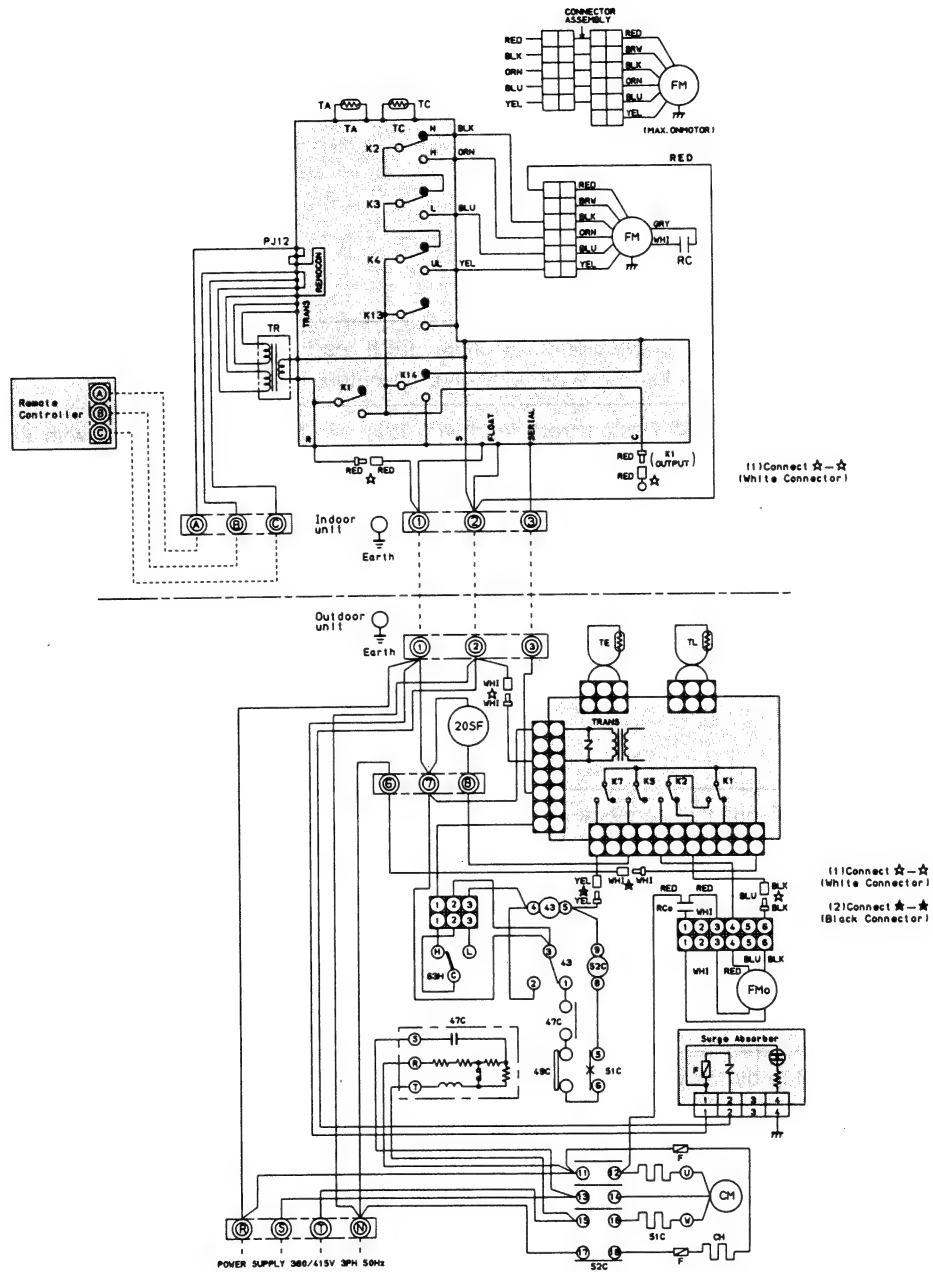 CONNECTOR
ASSEMBLY
RED
BLK
ORN
BLU
YEL
RED
BRW
BLK
ORN
BLU
YEL
FM
(MAX. ONMOTOR)
TA
TC
TA
TC
K2
H
BLK
H
ORN
RED
K3
L
BLU
K4
UL
YEL
K13
RED
BRW
BLK
ORN
BLU
YEL
FM
GRY
WHI
RC
PJ12
REMOCON
TRANS
TR
K1
K14
R
S
FLOAT
SERIAL
C
Remote
Controller
A
B
C
RED
RED
☆
RED
(K1
OUTPUT)
RED
☆
(1)Connect ☆-☆
(White Connector)
A
B
C
Indoor
unit
Earth
1
2
3
Outdoor
unit
Earth
1
2
3
WHI
☆
WHI
20SF
6
7
8
TE
TL
TRANS
K7
K5
K2
K1
YEL
★
YEL
WHI
★
WHI
(1)Connect ☆-☆
(White Connector)
(2)Connect ★-★
(Black Connector)
RED
RED
RCo
WHI
BLU
BLK
☆
BLK
1 2 3
1 2 3
H
L
C
63H
4
43
5
3
43
2
1
9
52C
8
47C
49C
5
51C
6
1 2 3 4 5 6
1 2 3 4 5 6
WHI
RED
BLU
BLK
FMo
47C
S
R
T
Surge Absorber
F
1 2 3 4
1 2 3 4
F
11
12
U
CM
13
14
15
16
51C
W
17
18
F
CH
52C
R
S
T
N
POWER SUPPLY 380/415V 3PH 50Hz